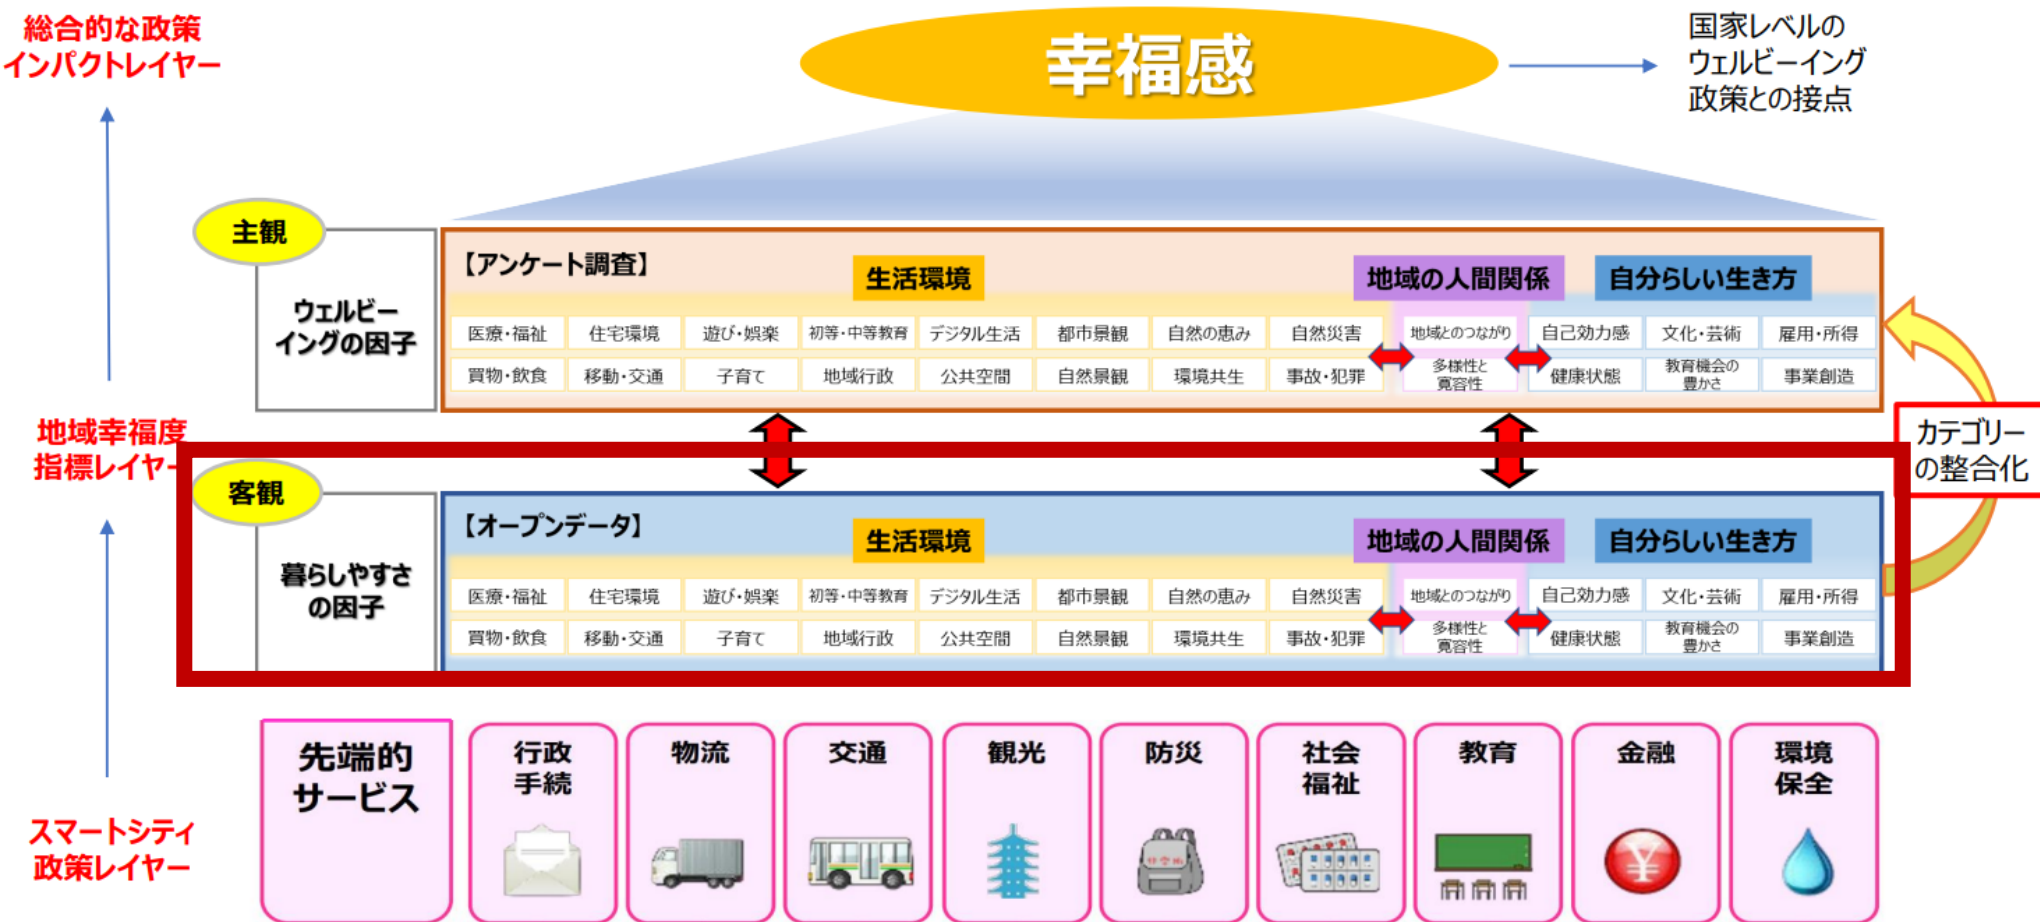 総合的な政策
インパクトレイヤー
幸福感
国家レベルの
ウェルビーイング
政策との接点
主観
ウェルビー
イングの因子
【アンケート調査】
生活環境
地域の人間関係
自分らしい生き方
医療・福祉 住宅環境 遊び・娯楽 初等・中等教育 デジタル生活 都市景観 自然の恵み 自然災害 地域とのつながり 自己効力感 文化・芸術 雇用・所得
買物・飲食 移動・交通 子育て 地域行政 公共空間 自然景観 環境共生 事故・犯罪 多様性と
寛容性 健康状態 教育機会の
豊かさ 事業創造
地域幸福度
指標レイヤー
カテゴリー
の整合化
客観
暮らしやすさ
の因子
【オープンデータ】
生活環境
地域の人間関係
自分らしい生き方
医療・福祉 住宅環境 遊び・娯楽 初等・中等教育 デジタル生活 都市景観 自然の恵み 自然災害 地域とのつながり 自己効力感 文化・芸術 雇用・所得
買物・飲食 移動・交通 子育て 地域行政 公共空間 自然景観 環境共生 事故・犯罪 多様性と
寛容性 健康状態 教育機会の
豊かさ 事業創造
スマートシティ
政策レイヤー
先端的
サービス
行政
手続
物流
交通
観光
防災
社会
福祉
教育
金融
環境
保全